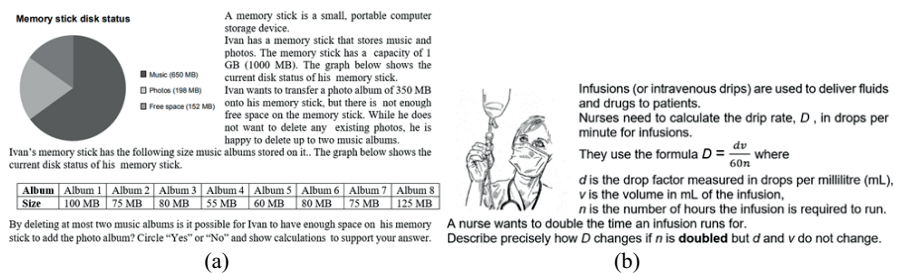 Memory stick disk status
Music (650 MB)
Photos (198 MB)
Free space (152 MB)
A memory stick is a small, portable computer
storage device.
Ivan has a memory stick that stores music and
photos. The memory stick has a capacity of 1
GB (1000 MB). The graph below shows the
current disk status of his memory stick.
Ivan wants to transfer a photo album of 350 MB
onto his memory stick, but there is not enough
free space on the memory stick. While he does
not want to delete any existing photos, he is
happy to delete up to two music albums.
Ivan's memory stick has the following size music albums stored on it.. The graph below shows the
current disk status of his memory stick.
Album Album 1 Album 2 Album 3 Album 4 Album 5 Album 6 Album 7 Album 8
Size 100 MB 75 MB 80 MB 55 MB 60 MB 80 MB 75 MB 125 MB
By deleting at most two music albums is it possible for Ivan to have enough space on his memory
stick to add the photo album? Circle “Yes” or “No” and show calculations to support your answer.
(a)
Infusions (or intravenous drips) are used to deliver fluids
and drugs to patients.
Nurses need to calculate the drip rate, D , in drops per
minute for infusions.
They use the formula D = dv/60n where
d is the drop factor measured in drops per millilitre (mL),
v is the volume in mL of the infusion,
n is the number of hours the infusion is required to run.
A nurse wants to double the time an infusion runs for.
Describe precisely how D changes if n is doubled but d and v do not change.
(b)